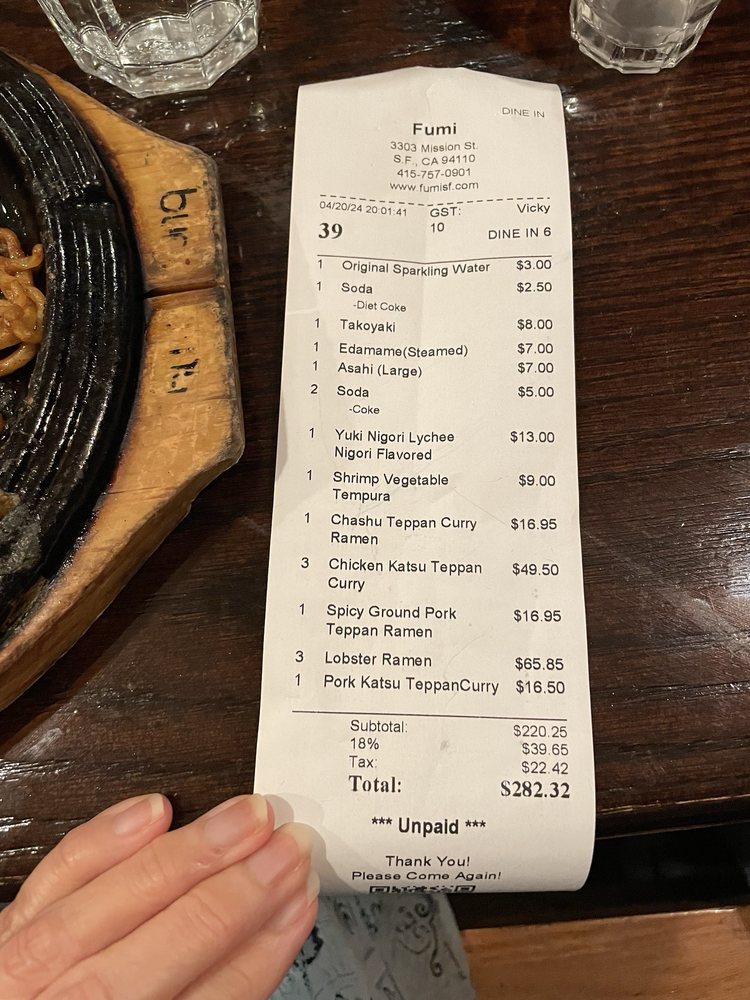 DINE IN
Fumi
3303 Mission St.
S.F., CA 94110
415-757-0901
www.fumisf.com
04/20/24 20:01:41 GST: Vicky
39 10 DINE IN 6
1 Original Sparkling Water $3.00
1 Soda $2.50
-Diet Coke
1 Takoyaki $8.00
1 Edamame(Steamed) $7.00
1 Asahi (Large) $7.00
2 Soda $5.00
-Coke
1 Yuki Nigori Lychee $13.00
Nigori Flavored
1 Shrimp Vegetable $9.00
Tempura
1 Chashu Teppan Curry $16.95
Ramen
3 Chicken Katsu Teppan $49.50
Curry
1 Spicy Ground Pork $16.95
Teppan Ramen
3 Lobster Ramen $65.85
1 Pork Katsu TeppanCurry $16.50
Subtotal: $220.25
18% $39.65
Tax: $22.42
Total: $282.32
*** Unpaid ***
Thank You!
Please Come Again!